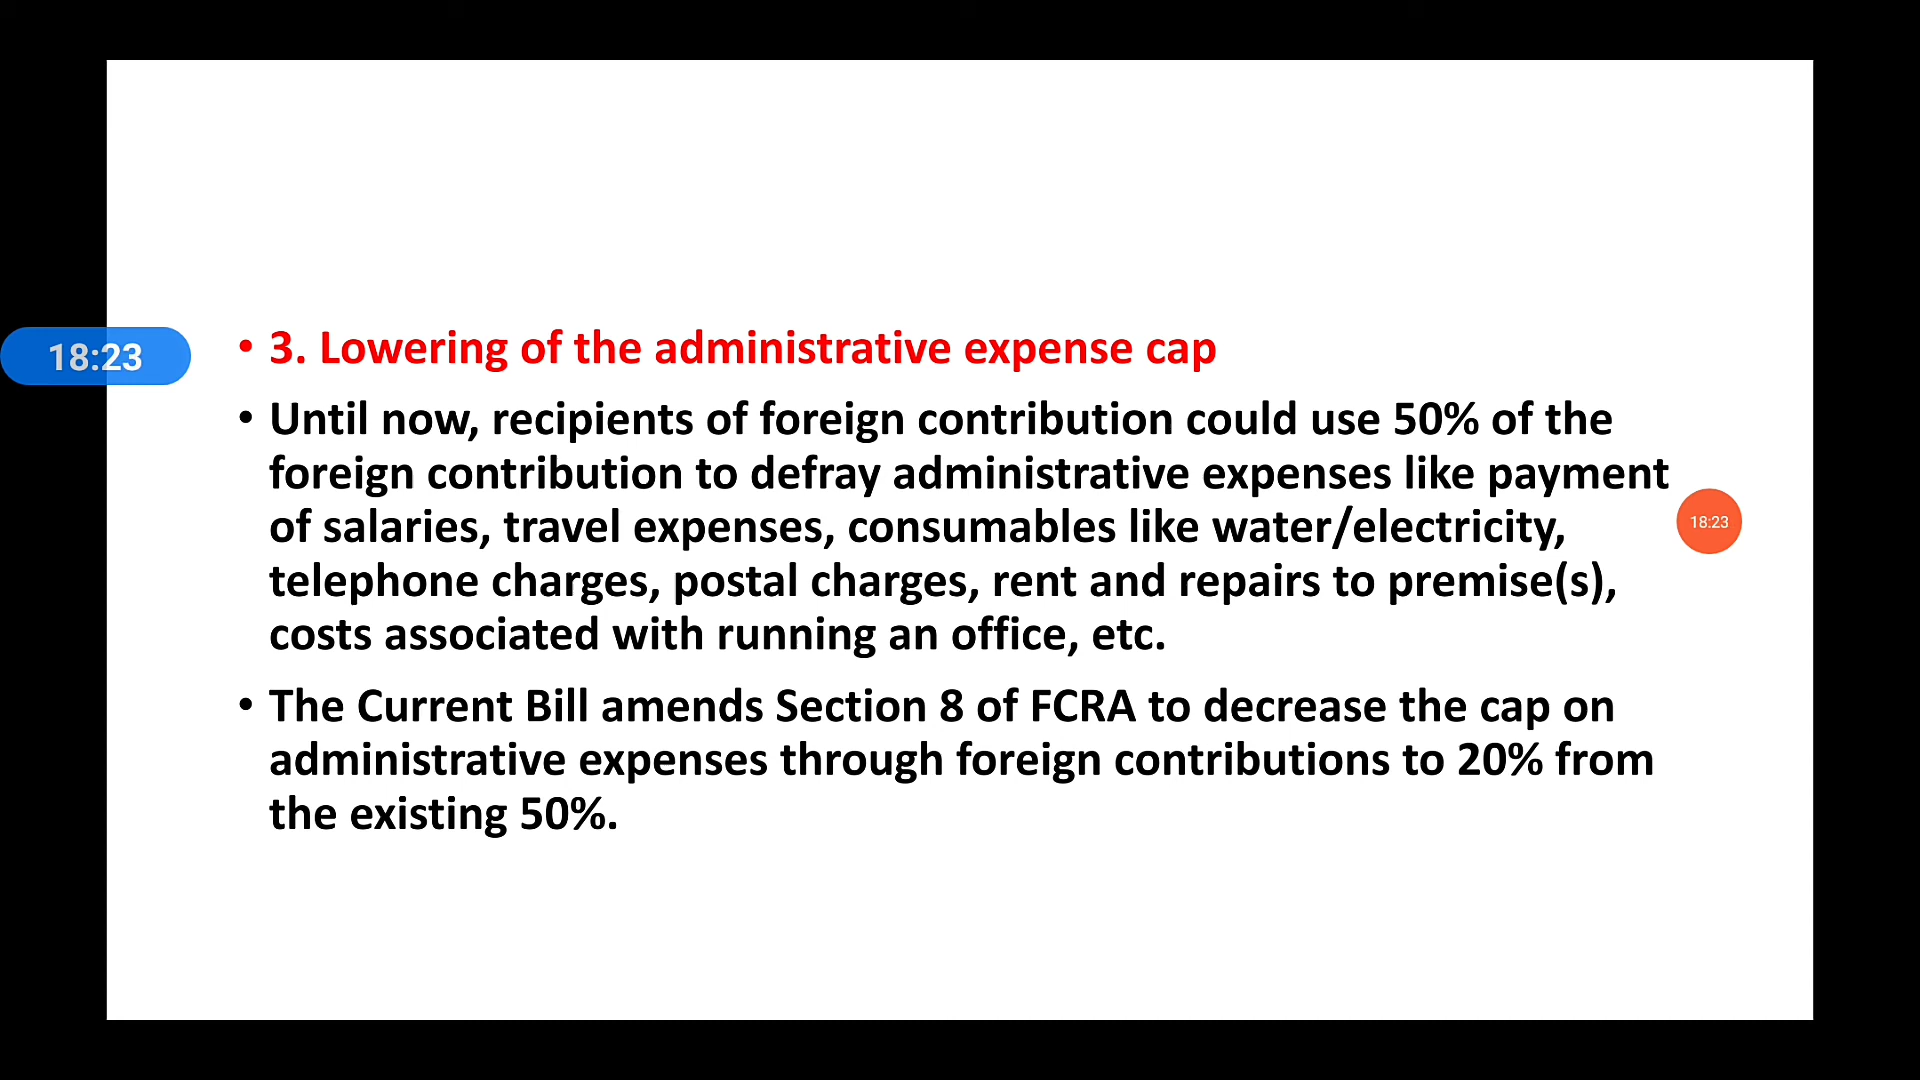 • 3. Lowering of the administrative expense cap
18:23
• Until now, recipients of foreign contribution could use 50% of the
foreign contribution to defray administrative expenses like payment
of salaries, travel expenses, consumables like water/electricity,
18:23
telephone charges, postal charges, rent and repairs to premise(s),
costs associated with running an office, etc.
• The Current Bill amends Section 8 of FCRA to decrease the cap on
administrative expenses through foreign contributions to 20% from
the existing 50%.